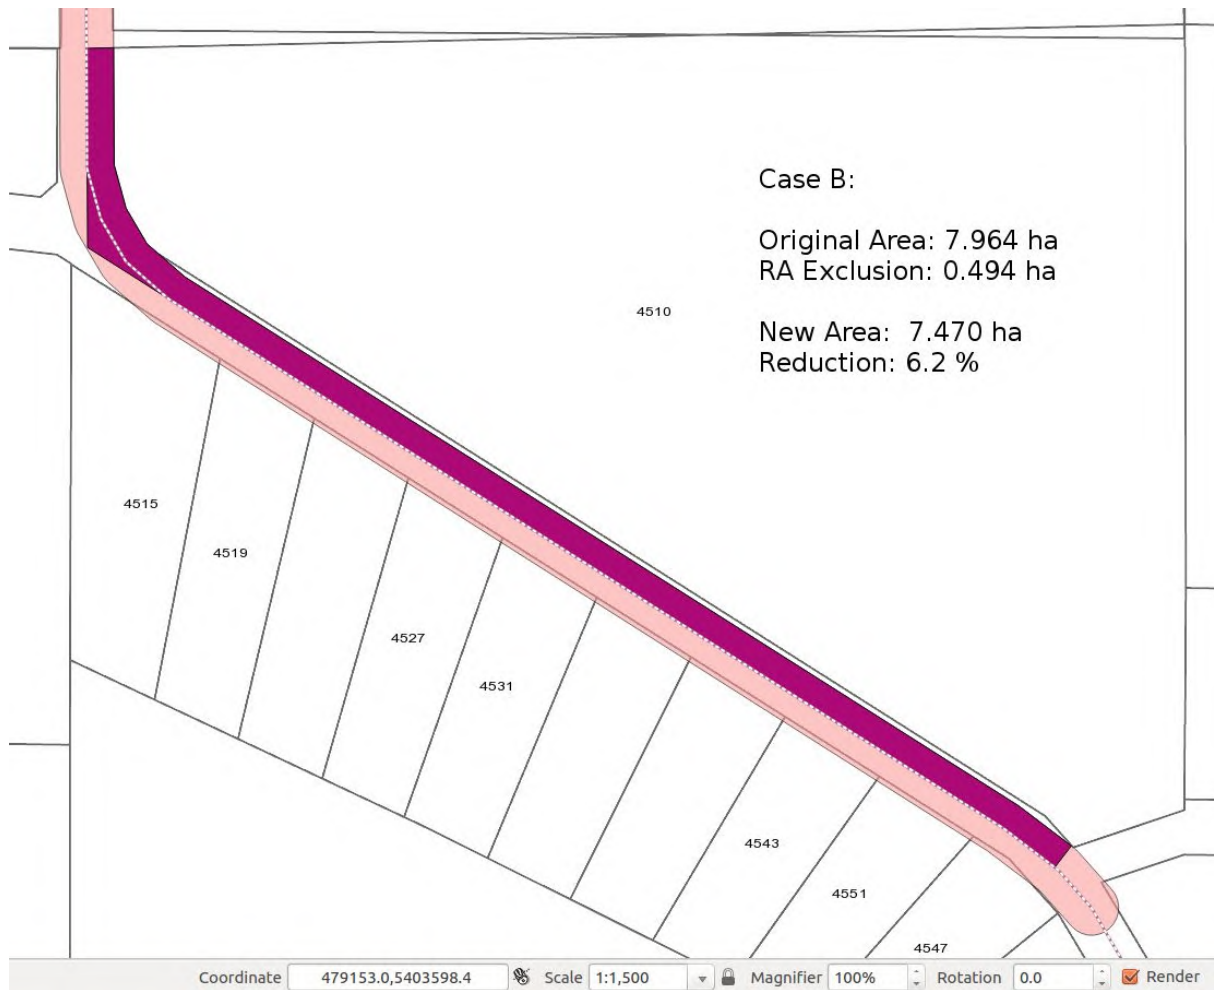 Case B:
Original Area: 7.964 ha
RA Exclusion: 0.494 ha
4510
New Area: 7.470 ha
Reduction: 6.2 %
4515
4519
4527
4531
4543
4551
4547
Coordinate 479153.0,5403598.4 Scale 1:1,500 Magnifier 100% Rotation 0.0 Render